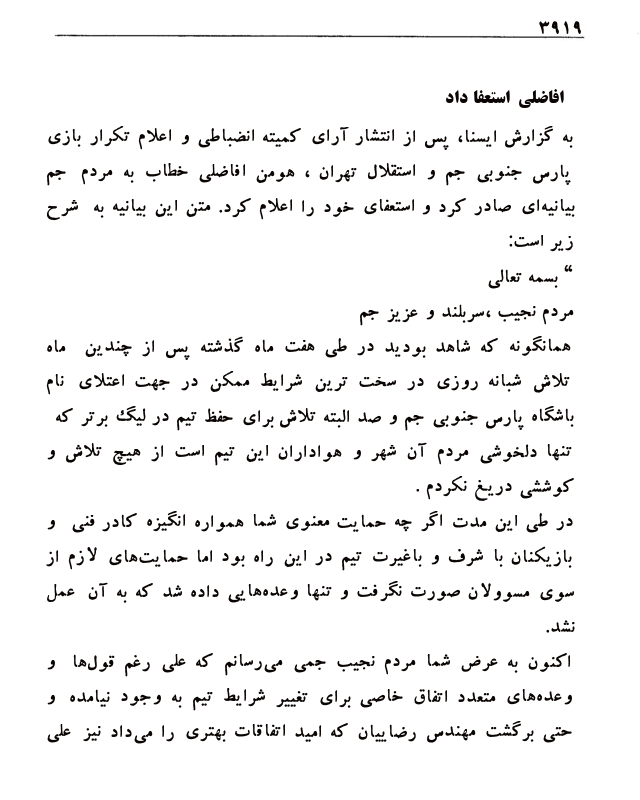 ۳۹۱۹
افاضلی استعفا داد
به گزارش ایسنا، پس از انتشار آرای کمیته انضباطی و اعلام تکرار بازی
پارس جنوبی جم و استقلال تهران ، هومن افاضلی خطاب به مردم جم
بیانیه‌ای صادر کرد و استعفای خود را اعلام کرد. متن این بیانیه به شرح
زیر است:
“ بسمه تعالی
مردم نجیب ،سربلند و عزیز جم
همانگونه که شاهد بودید در طی هفت ماه گذشته پس از چندین ماه
تلاش شبانه روزی در سخت ترین شرایط ممکن در جهت اعتلای نام
باشگاه پارس جنوبی جم و صد البته تلاش برای حفظ تیم در لیگ برتر که
تنها دلخوشی مردم آن شهر و هواداران این تیم است از هیچ تلاش و
کوششی دریغ نکردم .
در طی این مدت اگر چه حمایت معنوی شما همواره انگیزه کادر فنی و
بازیکنان با شرف و باغیرت تیم در این راه بود اما حمایت‌های لازم از
سوی مسوولان صورت نگرفت و تنها وعده‌هایی داده شد که به آن عمل
نشد.
اکنون به عرض شما مردم نجیب جمی می‌رسانم که علی رغم قول‌ها و
وعده‌های متعدد اتفاق خاصی برای تغییر شرایط تیم به وجود نیامده و
حتی برگشت مهندس رضاییان که امید اتفاقات بهتری را می‌داد نیز علی